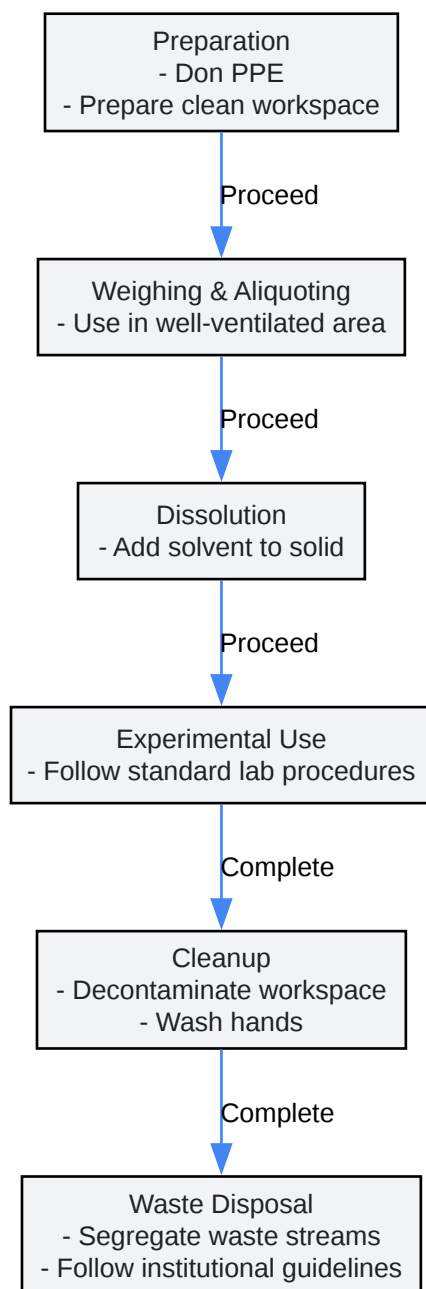 Preparation
- Don PPE
- Prepare clean workspace
Proceed
Weighing & Aliquoting
- Use in well-ventilated area
Proceed
Dissolution
- Add solvent to solid
Proceed
Experimental Use
- Follow standard lab procedures
Complete
Cleanup
- Decontaminate workspace
- Wash hands
Complete
Waste Disposal
- Segregate waste streams
- Follow institutional guidelines